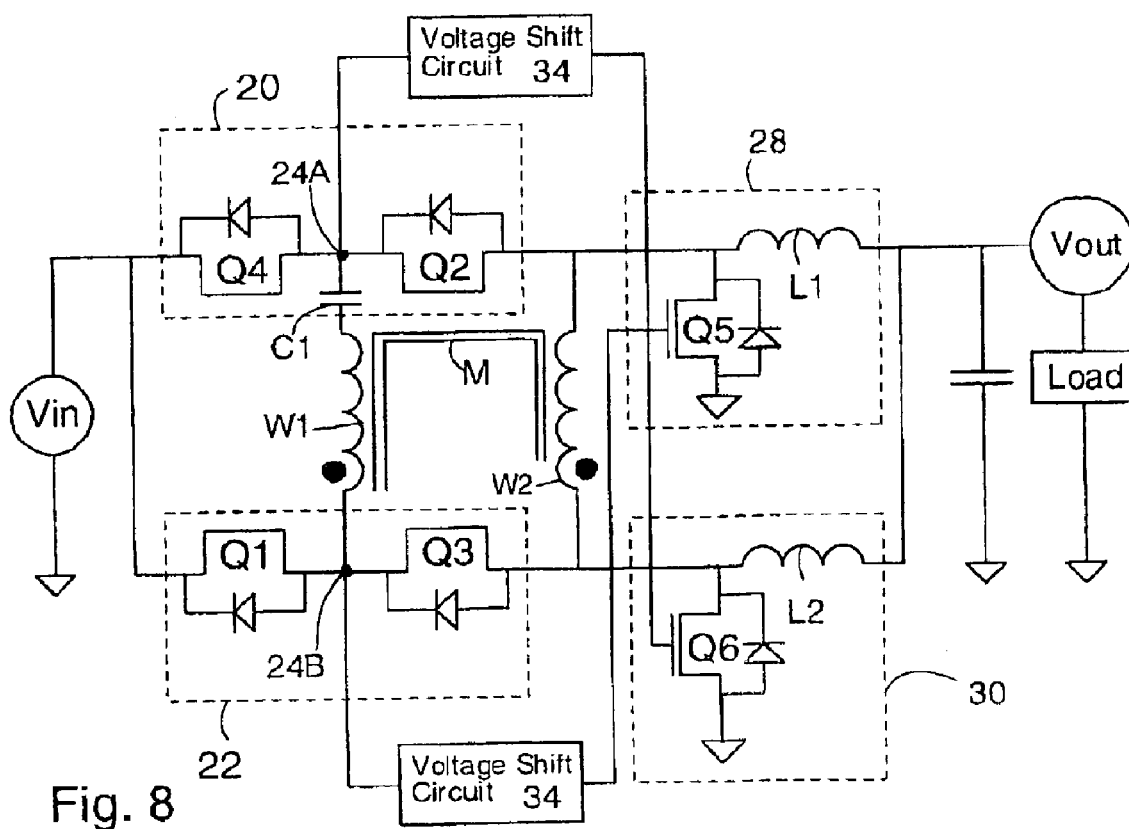 Voltage Shift
Circuit 34
20
28
24A
Q4
Q2
L1
Vout
C1
Q5
M
Load
Vin
W1
W2
Q1
Q3
L2
Q6
24B
30
22
Voltage Shift
Circuit 34
Fig. 8